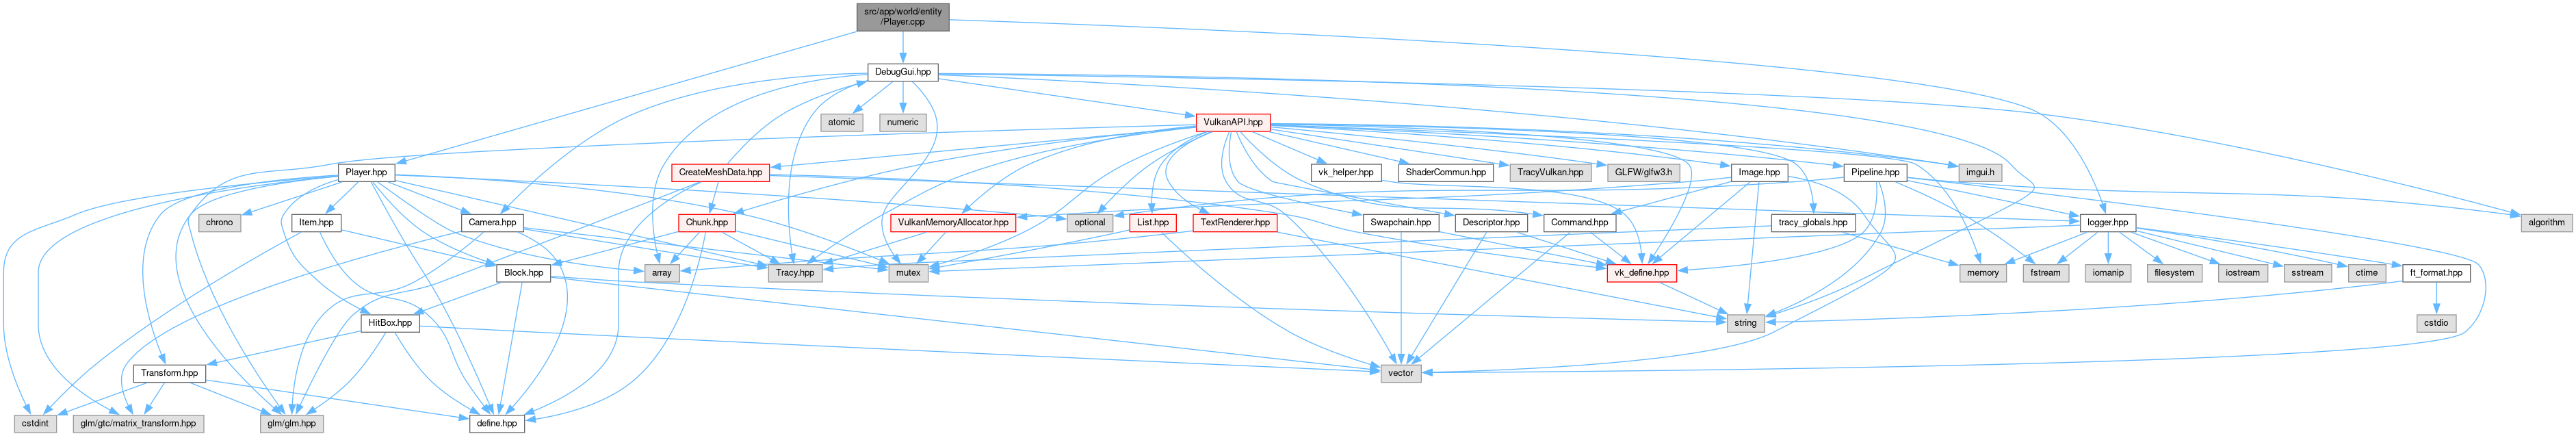 src/app/world/entity
/Player.cpp
DebugGui.hpp
atomic
numeric
VulkanAPI.hpp
Player.hpp
CreateMeshData.hpp
vk_helper.hpp
ShaderCommun.hpp
TracyVulkan.hpp
GLFW/glfw3.h
Image.hpp
Pipeline.hpp
imgui.h
chrono
Item.hpp
Camera.hpp
Chunk.hpp
VulkanMemoryAllocator.hpp
optional
List.hpp
TextRenderer.hpp
Swapchain.hpp
Descriptor.hpp
Command.hpp
tracy_globals.hpp
logger.hpp
algorithm
Block.hpp
array
Tracy.hpp
mutex
vk_define.hpp
memory
fstream
iomanip
filesystem
iostream
sstream
ctime
ft_format.hpp
HitBox.hpp
string
cstdio
Transform.hpp
vector
cstdint
glm/gtc/matrix_transform.hpp
glm/glm.hpp
define.hpp